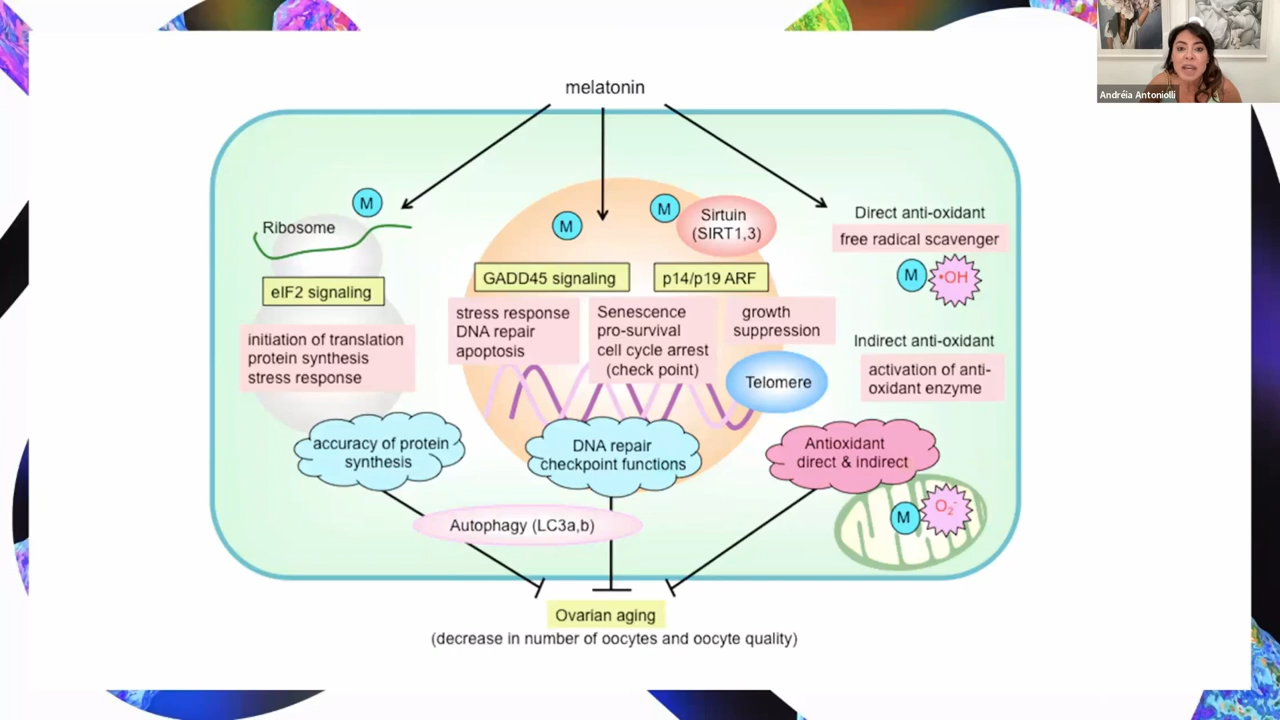 Andréia Antoniolli
melatonin
M
Ribosome
eIF2 signaling
initiation of translation
protein synthesis
stress response
M
M
Sirtuin
(SIRT1,3)
GADD45 signaling
p14/p19 ARF
stress response
DNA repair
apoptosis
Senescence
pro-survival
cell cycle arrest
(check point)
growth
suppression
Telomere
Direct anti-oxidant
free radical scavenger
M
•OH
Indirect anti-oxidant
activation of anti-
oxidant enzyme
accuracy of protein
synthesis
DNA repair
checkpoint functions
Antioxidant
direct & indirect
M
O₂⁻
Autophagy (LC3a,b)
Ovarian aging
(decrease in number of oocytes and oocyte quality)